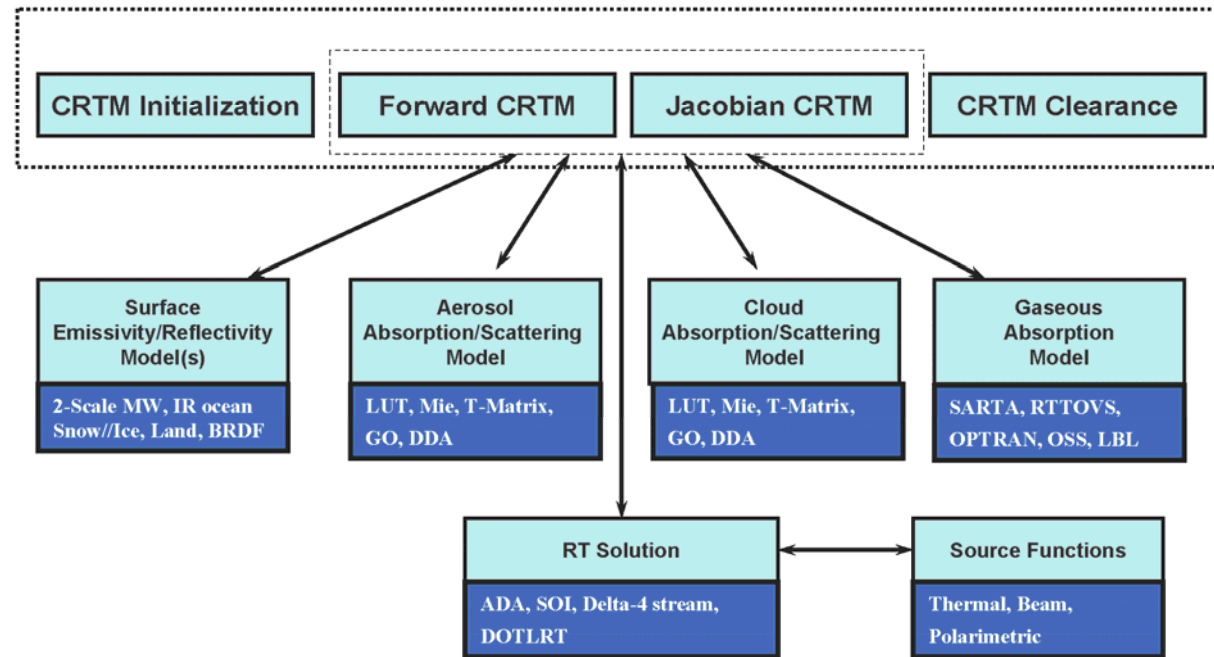 CRTM Initialization
Forward CRTM
Jacobian CRTM
CRTM Clearance
Surface
Emissivity/Reflectivity
Model(s)
2-Scale MW, IR ocean
Snow//Ice, Land, BRDF
Aerosol
Absorption/Scattering
Model
LUT, Mie, T-Matrix,
GO, DDA
Cloud
Absorption/Scattering
Model
LUT, Mie, T-Matrix,
GO, DDA
Gaseous
Absorption
Model
SARTA, RTTOVS,
OPTRAN, OSS, LBL
RT Solution
ADA, SOI, Delta-4 stream,
DOTLRT
Source Functions
Thermal, Beam,
Polarimetric